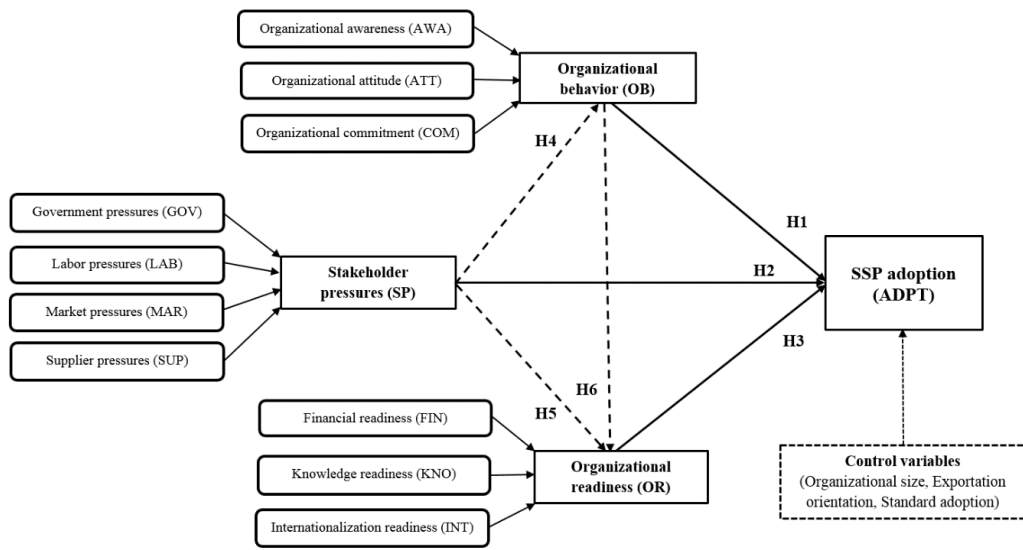 Organizational awareness (AWA)
Organizational attitude (ATT)
Organizational commitment (COM)
Organizational
behavior (OB)
H4
H1
Government pressures (GOV)
Labor pressures (LAB)
Market pressures (MAR)
Supplier pressures (SUP)
Stakeholder
pressures (SP)
H2
SSP adoption
(ADPT)
H3
H5
H6
Financial readiness (FIN)
Knowledge readiness (KNO)
Internationalization readiness (INT)
Organizational
readiness (OR)
Control variables
(Organizational size, Exportation
orientation, Standard adoption)